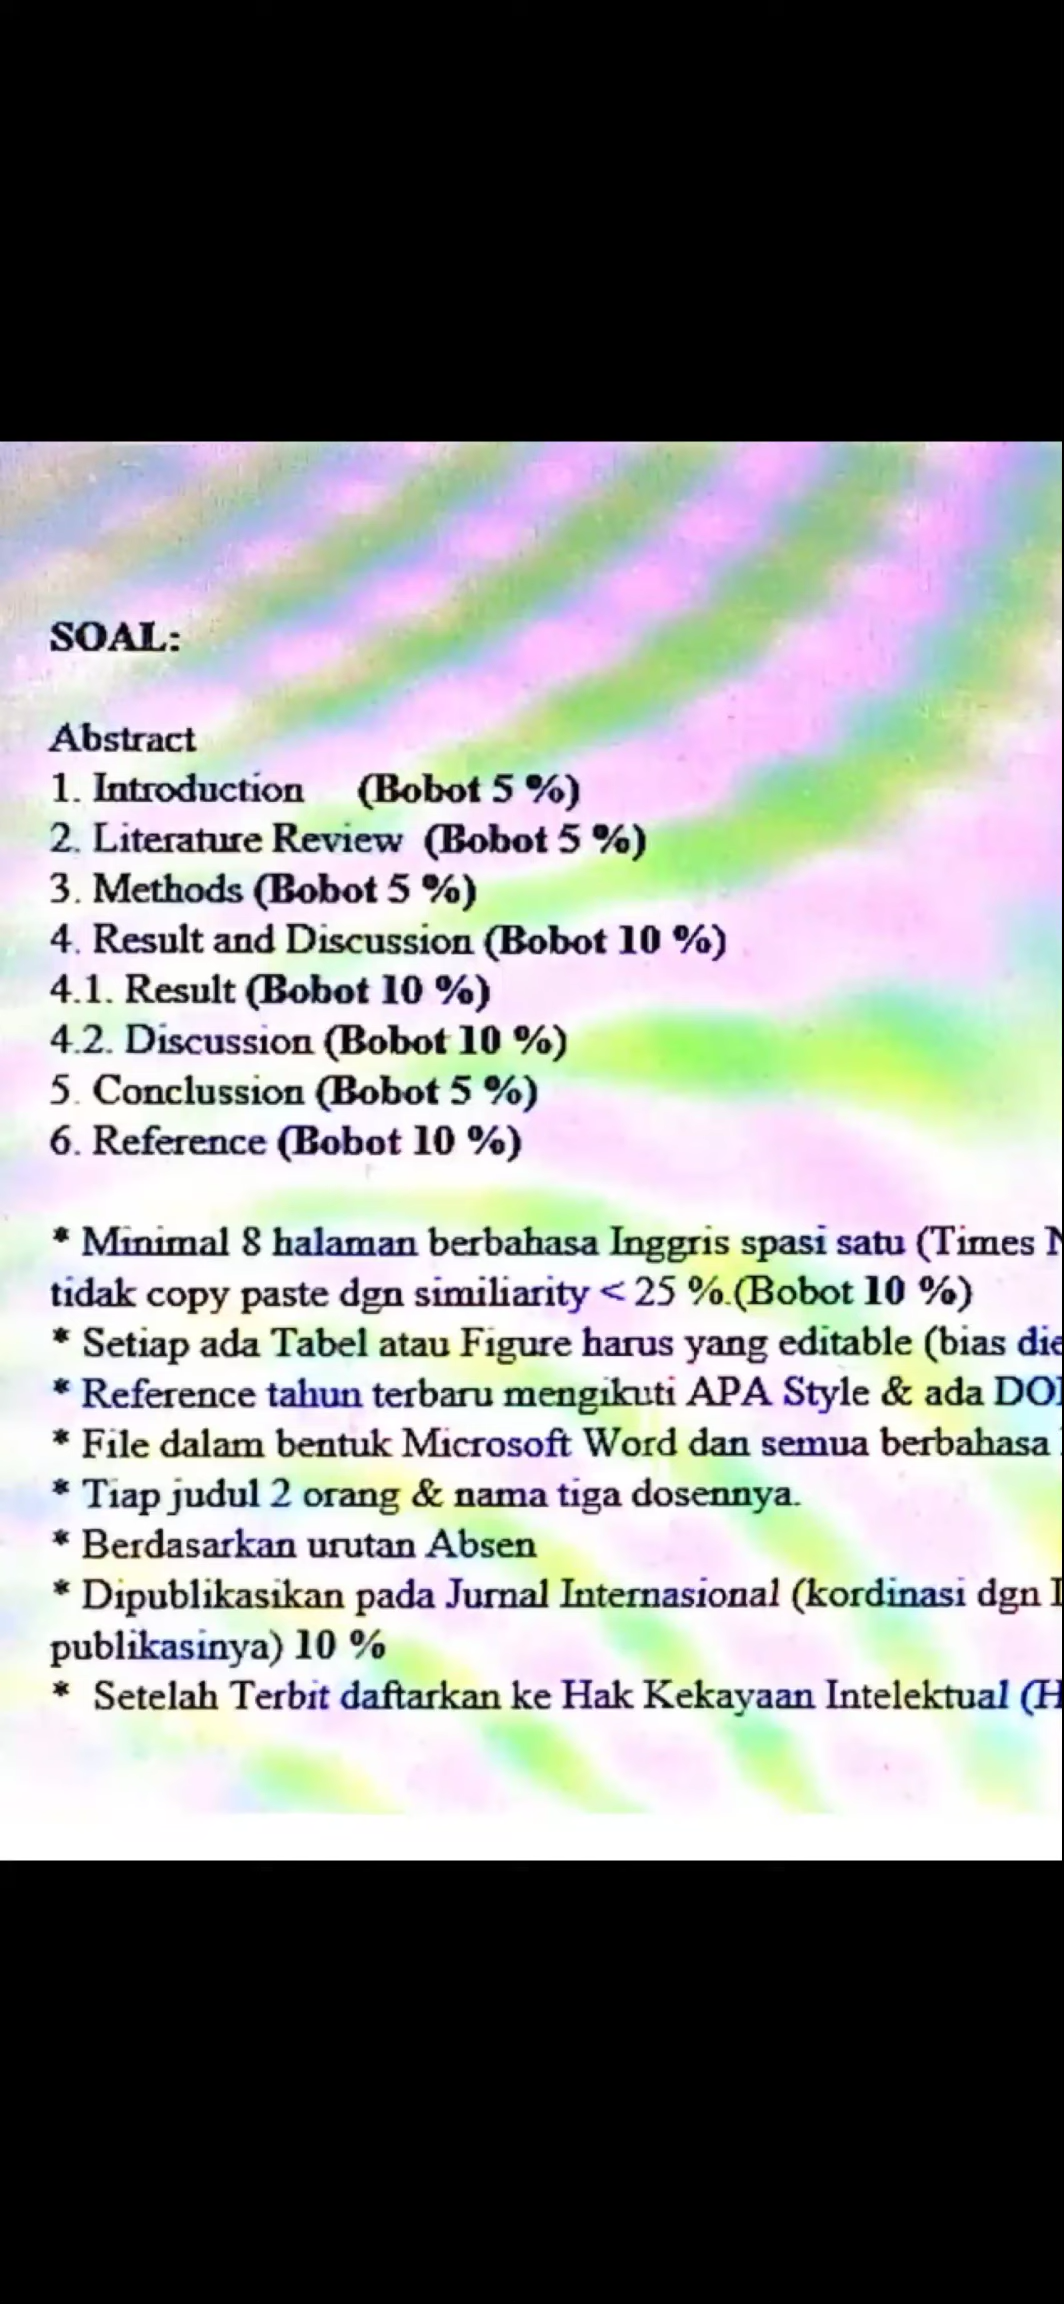 SOAL:
Abstract
1. Introduction (Bobot 5 %)
2. Literature Review (Bobot 5 %)
3. Methods (Bobot 5 %)
4. Result and Discussion (Bobot 10 %)
4.1. Result (Bobot 10 %)
4.2. Discussion (Bobot 10 %)
5. Conclussion (Bobot 5 %)
6. Reference (Bobot 10 %)
* Minimal 8 halaman berbahasa Inggris spasi satu (Times
tidak copy paste dgn similiarity < 25 %.(Bobot 10 %)
* Setiap ada Tabel atau Figure harus yang editable (bias
* Reference tahun terbaru mengikuti APA Style & ada
* File dalam bentuk Microsoft Word dan semua berbahasa
* Tiap judul 2 orang & nama tiga dosennya.
* Berdasarkan urutan Absen
* Dipublikasikan pada Jurnal Internasional (kordinasi dgn
publikasinya) 10 %
* Setelah Terbit daftarkan ke Hak Kekayaan Intelektual